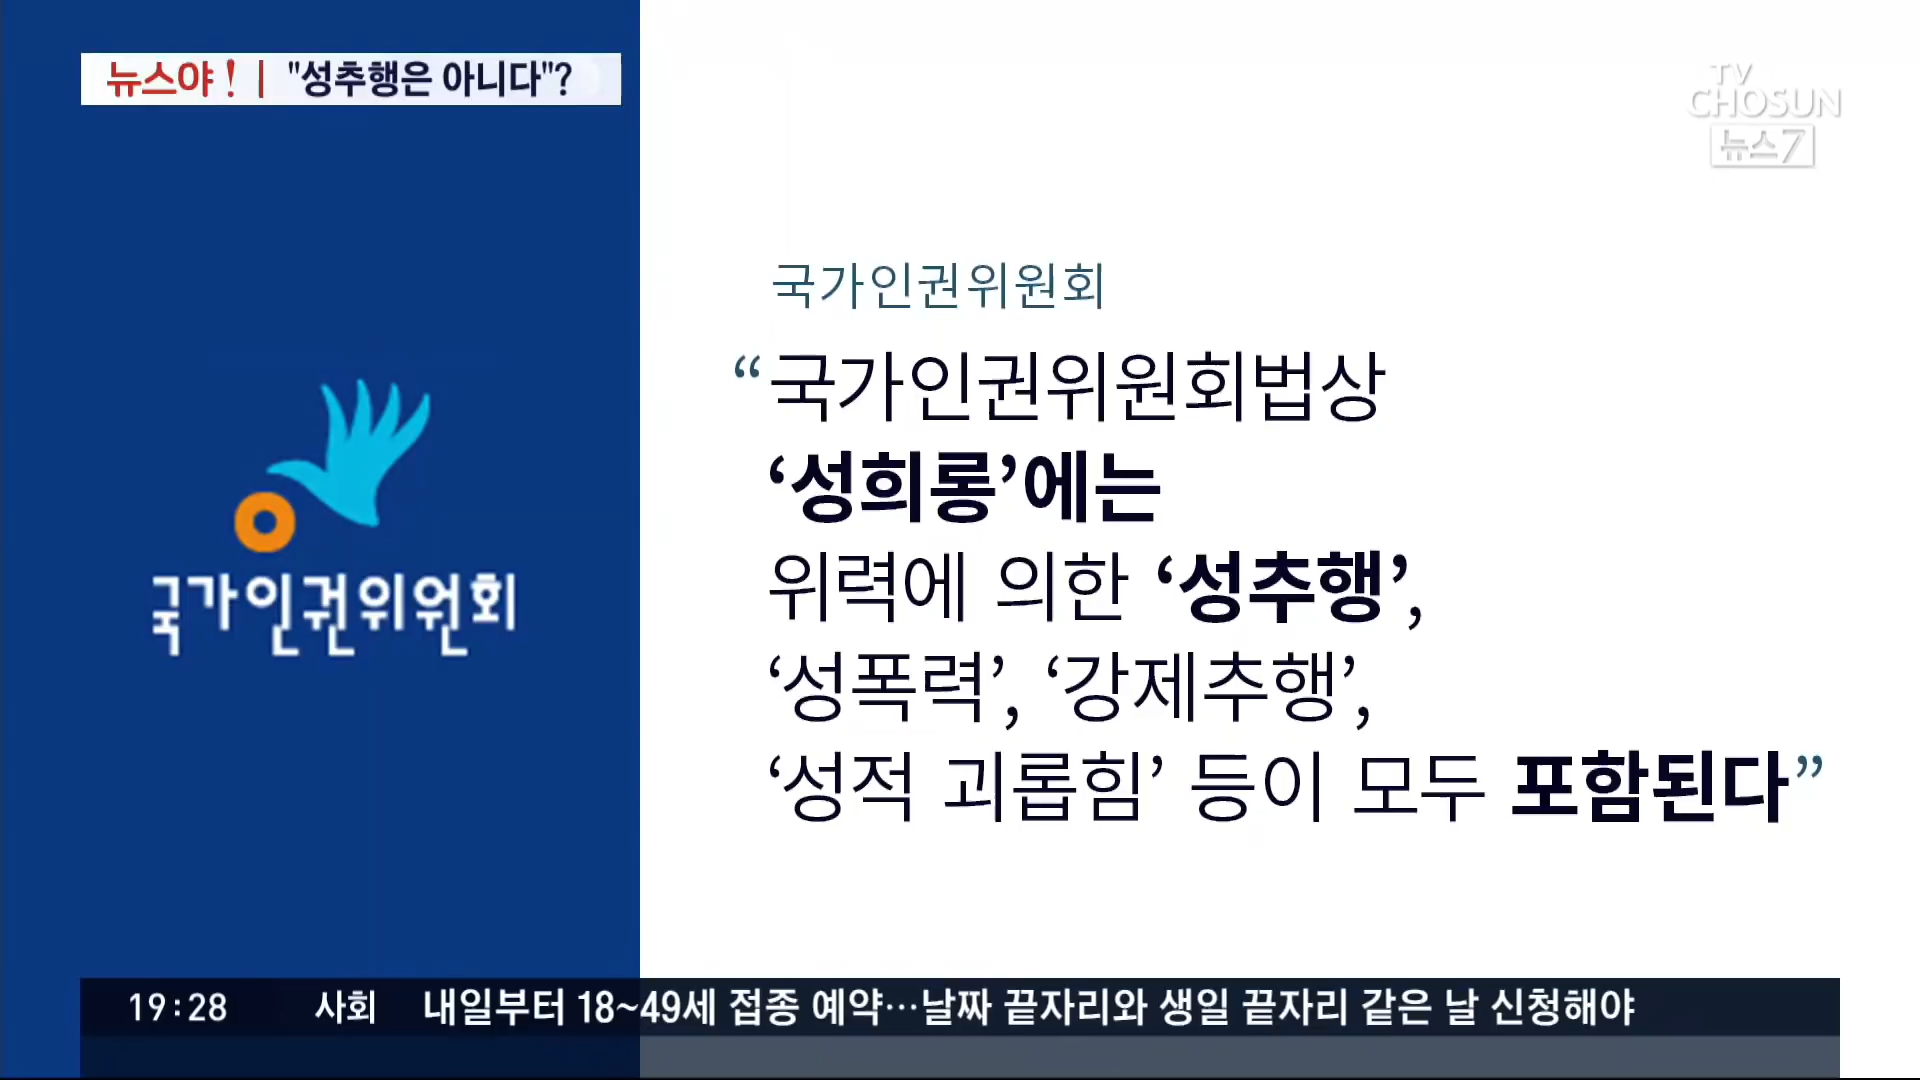 뉴스야! | "성추행은 아니다"?
TV
CHOSUN
뉴스7
국가인권위원회
“국가인권위원회법상
‘성희롱’에는
위력에 의한 ‘성추행’,
‘성폭력’, ‘강제추행’,
‘성적 괴롭힘’ 등이 모두 포함된다”
국가인권위원회
19:28 사회 내일부터 18~49세 접종 예약…날짜 끝자리와 생일 끝자리 같은 날 신청해야